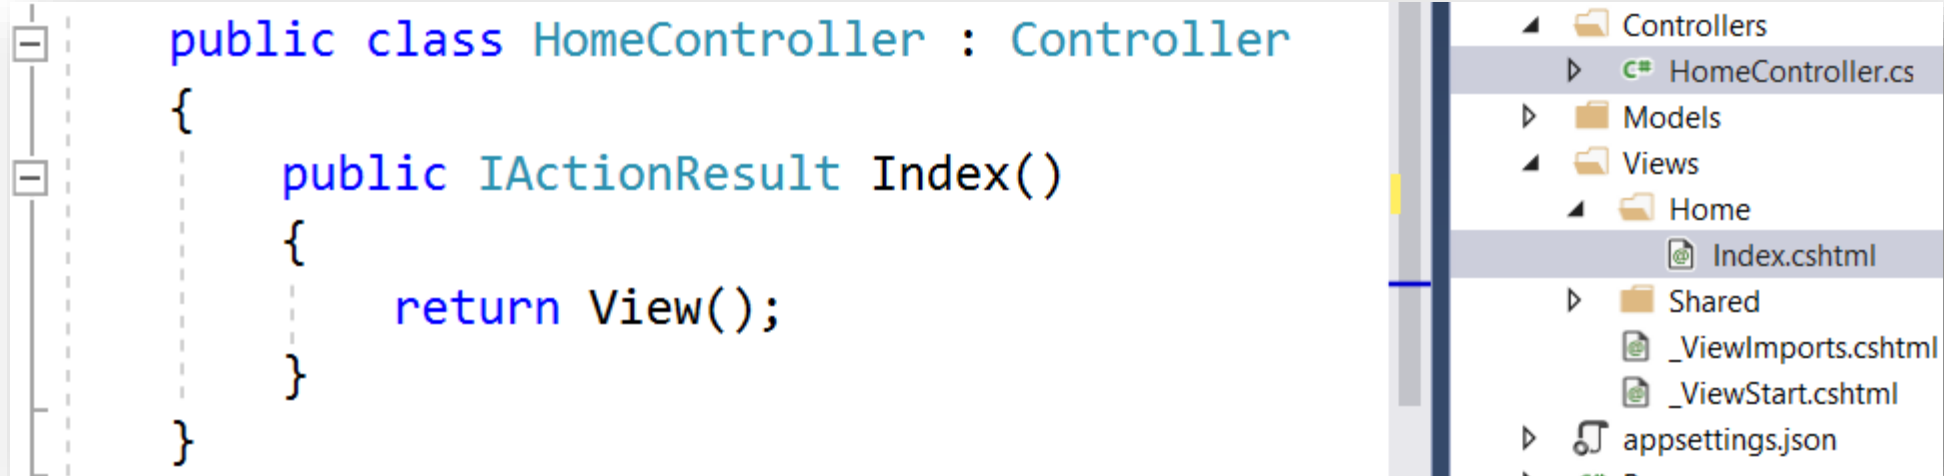 public class HomeController : Controller
{
public IActionResult Index()
{
return View();
}
}
Controllers
C# HomeController.cs
Models
Views
Home
Index.cshtml
Shared
_ViewImports.cshtml
_ViewStart.cshtml
appsettings.json